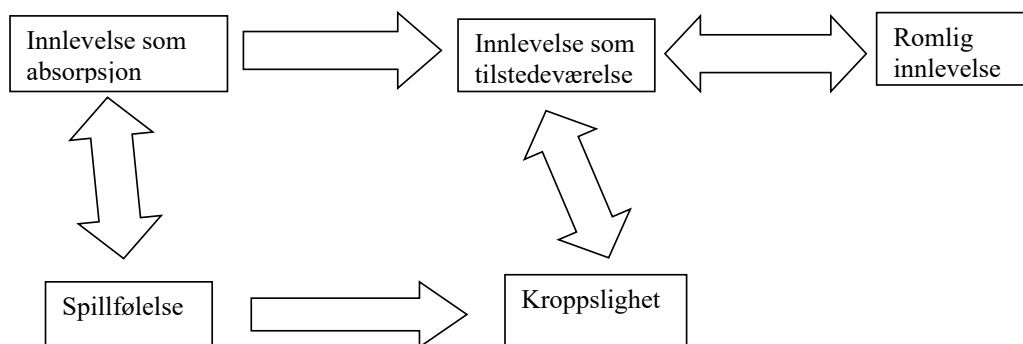 Innlevelse som
absorpsjon
Innlevelse som
tilstedeværelse
Romlig
innlevelse
Spillfølelse
Kroppslighet